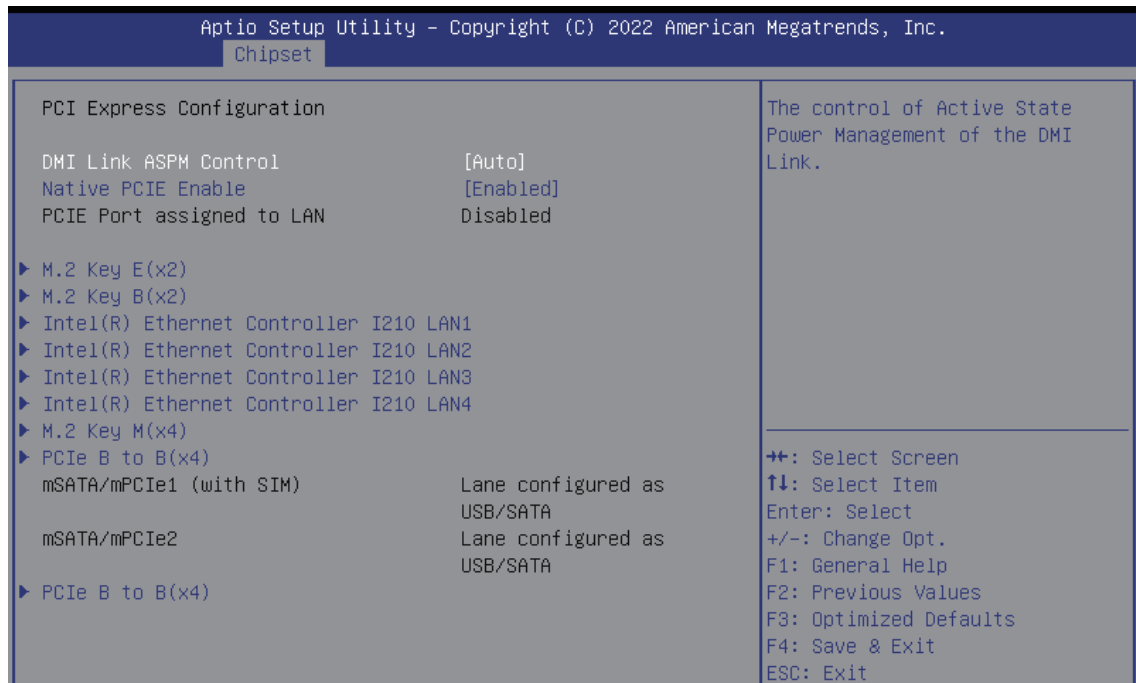 Aptio Setup Utility – Copyright (C) 2022 American Megatrends, Inc.
Chipset
PCI Express Configuration
DMI Link ASPM Control [Auto]
Native PCIE Enable [Enabled]
PCIE Port assigned to LAN Disabled
▶ M.2 Key E(x2)
▶ M.2 Key B(x2)
▶ Intel(R) Ethernet Controller I210 LAN1
▶ Intel(R) Ethernet Controller I210 LAN2
▶ Intel(R) Ethernet Controller I210 LAN3
▶ Intel(R) Ethernet Controller I210 LAN4
▶ M.2 Key M(x4)
▶ PCIe B to B(x4)
mSATA/mPCIe1 (with SIM) Lane configured as
USB/SATA
mSATA/mPCIe2 Lane configured as
USB/SATA
▶ PCIe B to B(x4)
The control of Active State
Power Management of the DMI
Link.
→←: Select Screen
↑↓: Select Item
Enter: Select
+/-: Change Opt.
F1: General Help
F2: Previous Values
F3: Optimized Defaults
F4: Save & Exit
ESC: Exit